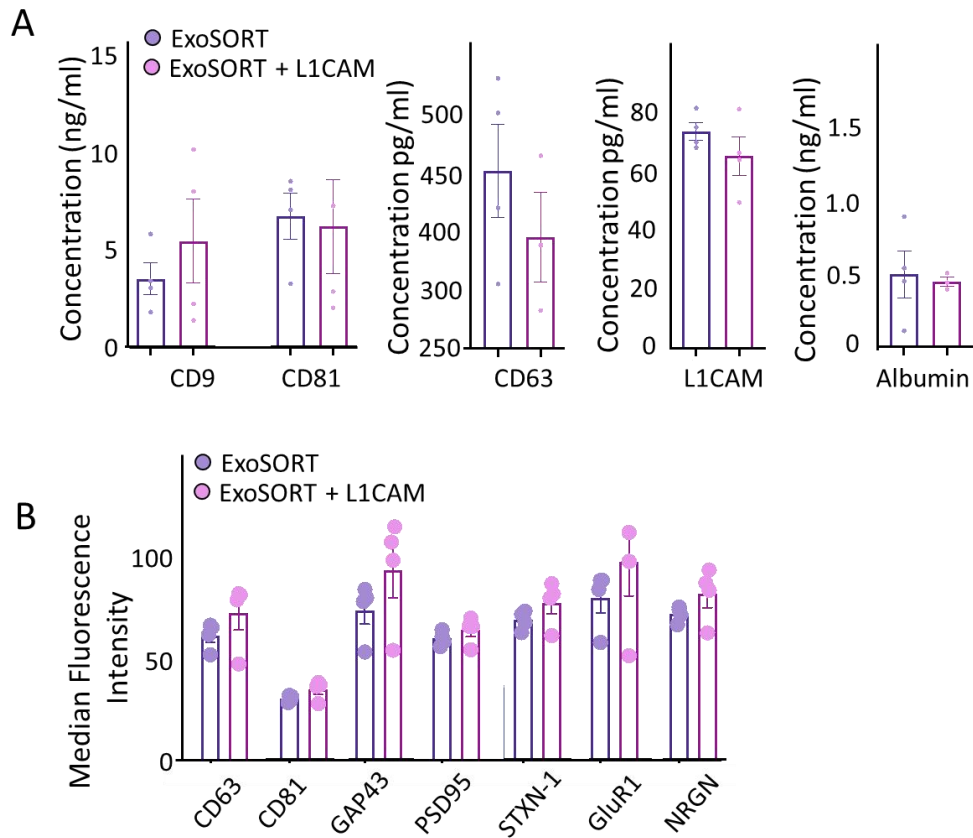 A
ExoSORT
ExoSORT + L1CAM
Concentration (ng/ml)
15
10
5
0
CD9
CD81
Concentration pg/ml)
500
450
400
300
250
CD63
Concentration pg/ml)
80
60
40
20
0
L1CAM
Concentration (ng/ml)
1.5
1.0
0.5
0
Albumin
B
ExoSORT
ExoSORT + L1CAM
Median Fluorescence
Intensity
100
50
0
CD63
CD81
GAP43
PSD95
STXN-1
GluR1
NRGN